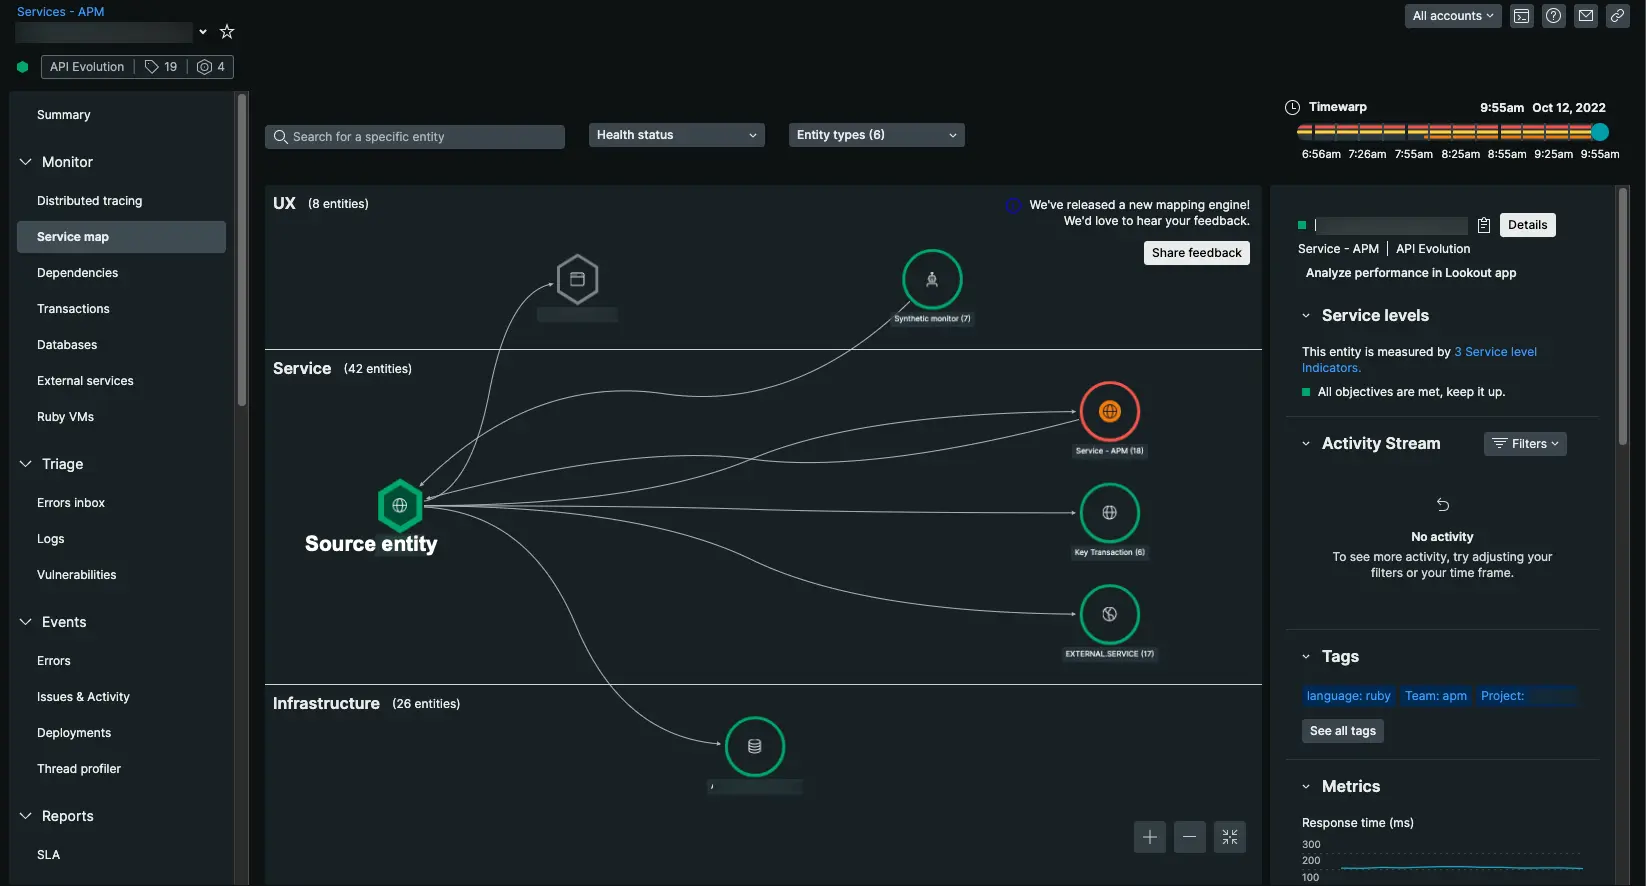 Services - APM
All accounts
API Evolution
19
4
Summary
Monitor
Distributed tracing
Service map
Dependencies
Transactions
Databases
External services
Ruby VMs
Triage
Errors inbox
Logs
Vulnerabilities
Events
Errors
Issues & Activity
Deployments
Thread profiler
Reports
SLA
Search for a specific entity
Health status
Entity types (6)
Timewarp
9:55am Oct 12, 2022
6:56am 7:26am 7:55am 8:25am 8:55am 9:25am 9:55am
UX (8 entities)
We've released a new mapping engine!
We'd love to hear your feedback.
Share feedback
Synthetic monitor (7)
Service (42 entities)
Service - APM (18)
Source entity
Key Transaction (6)
EXTERNAL.SERVICE (17)
Infrastructure (26 entities)
Details
Service - APM | API Evolution
Analyze performance in Lookout app
Service levels
This entity is measured by 3 Service level
Indicators.
All objectives are met, keep it up.
Activity Stream
Filters
No activity
To see more activity, try adjusting your
filters or your time frame.
Tags
language: ruby Team: apm Project:
See all tags
Metrics
Response time (ms)
300
200
100